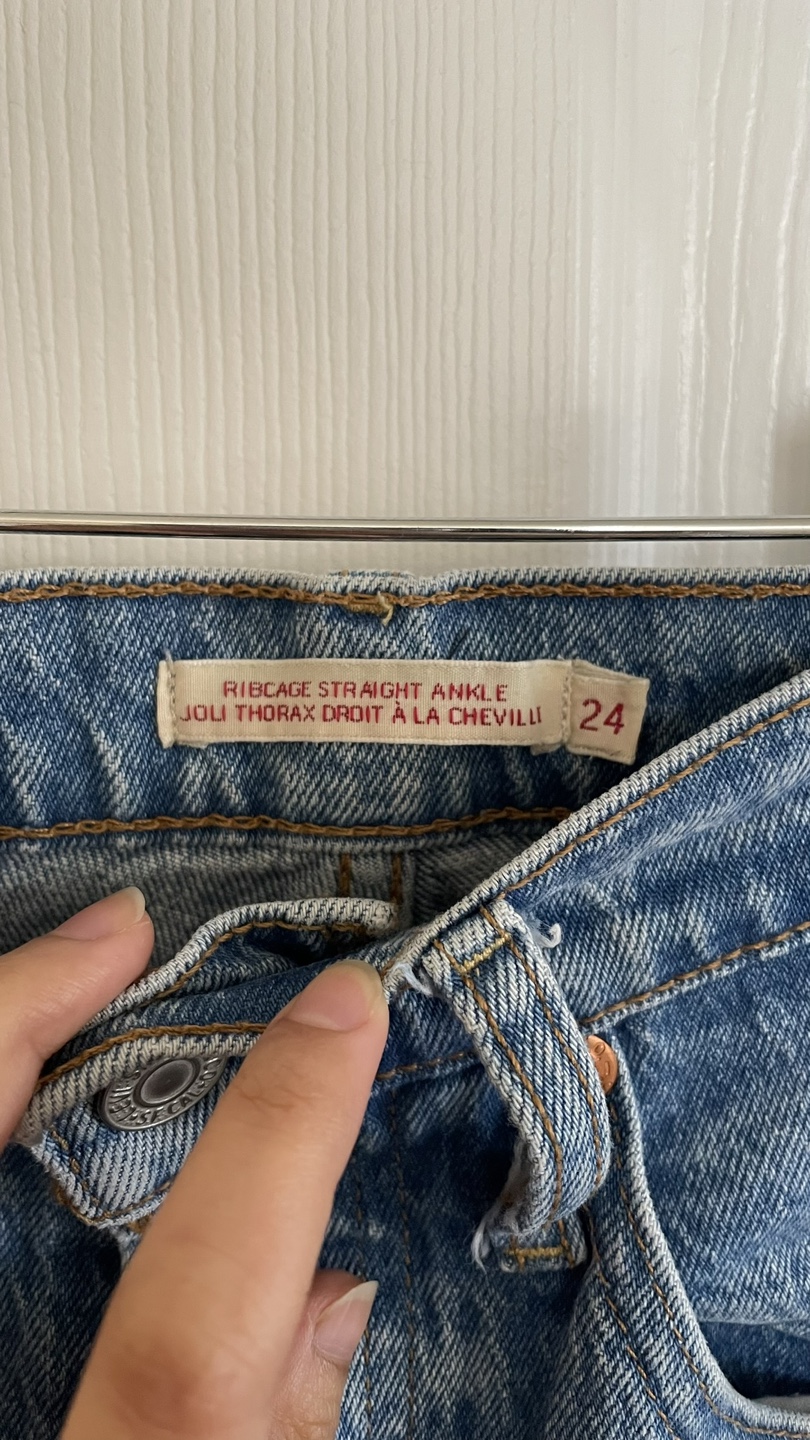 RIBCAGE STRAIGHT ANKLE
JOLI THORAX DROIT À LA CHEVILLE
24